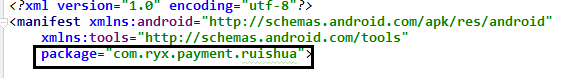 <?xml version="1.0" encoding="utf-8"?>
<manifest xmlns:android="http://schemas.android.com/apk/res/android"
xmlns:tools="http://schemas.android.com/tools"
package="com.ryx.payment.ruishua">